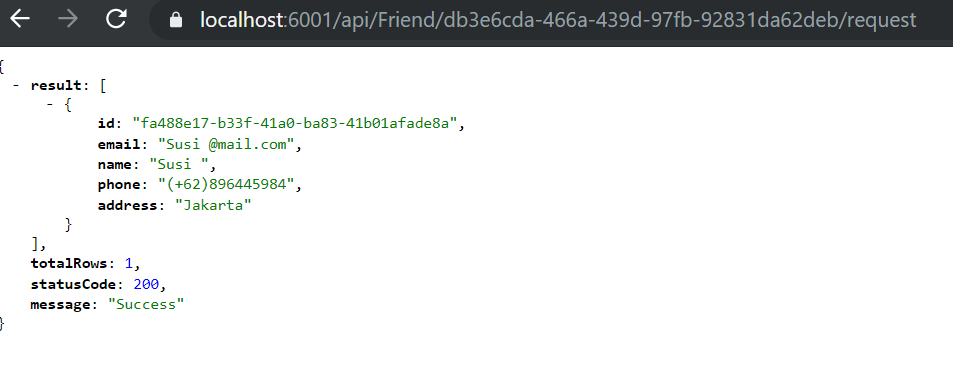 localhost:6001/api/Friend/db3e6cda-466a-439d-97fb-92831da62deb/request
{
- result: [
- {
id: "fa488e17-b33f-41a0-ba83-41b01afade8a",
email: "Susi @mail.com",
name: "Susi ",
phone: "(+62)896445984",
address: "Jakarta"
}
],
totalRows: 1,
statusCode: 200,
message: "Success"
}